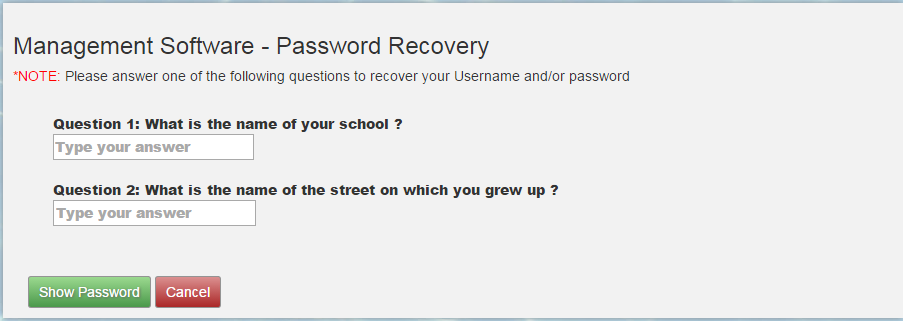 Management Software - Password Recovery
*NOTE: Please answer one of the following questions to recover your Username and/or password
Question 1: What is the name of your school ?
Type your answer
Question 2: What is the name of the street on which you grew up ?
Type your answer
Show Password Cancel